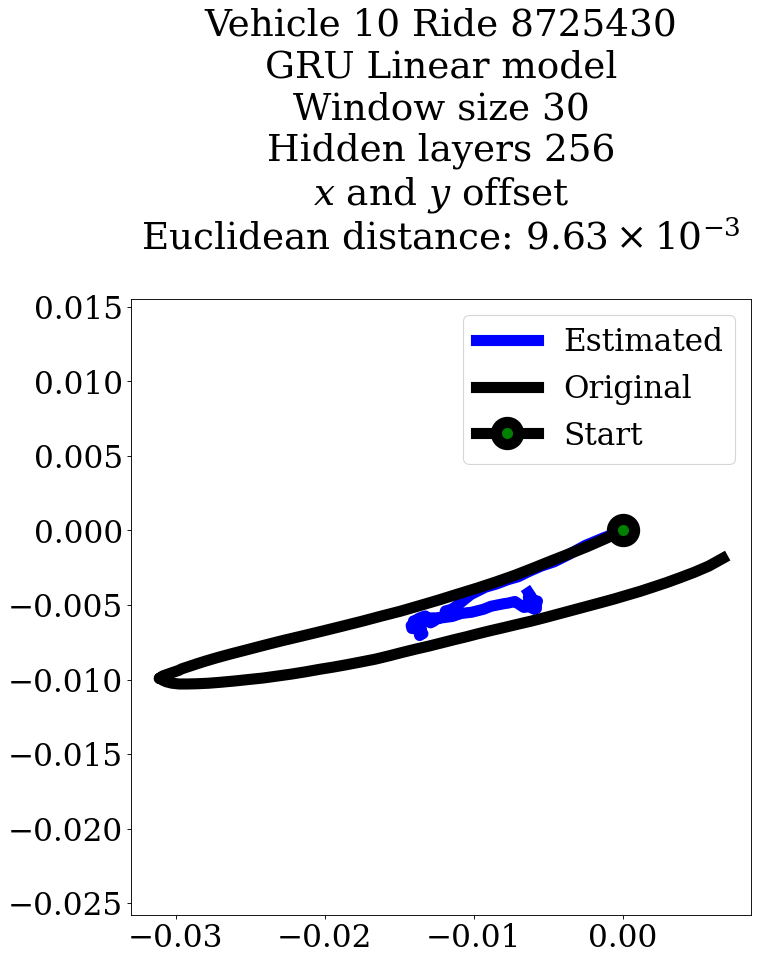 Vehicle 10 Ride 8725430
GRU Linear model
Window size 30
Hidden layers 256
x and y offset
Euclidean distance: 9.63 × 10⁻³
Estimated
Original
Start
0.015
0.010
0.005
0.000
−0.005
−0.010
−0.015
−0.020
−0.025
−0.03 −0.02 −0.01 0.00